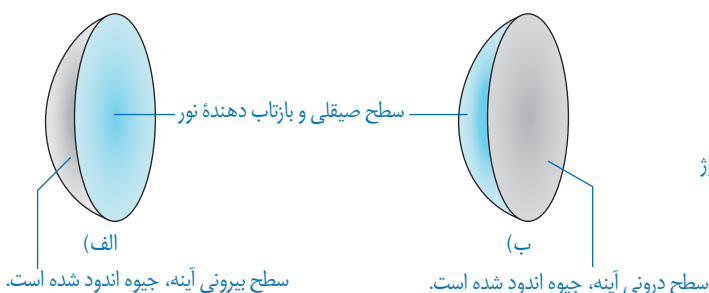 سطح صیقلی و بازتاب دهندهٔ نور
ژ
ب)
الف)
سطح درونی آینه، جیوه اندود شده است.
سطح بیرونی آینه، جیوه اندود شده است.